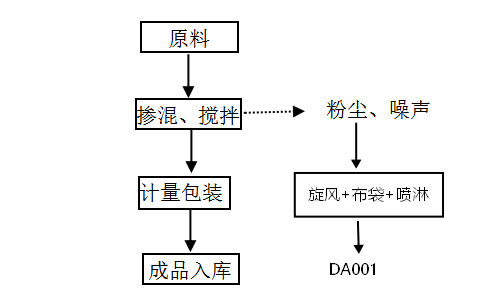 原料
掺混、搅拌
粉尘、噪声
计量包装
旋风+布袋+喷淋
成品入库
DA001